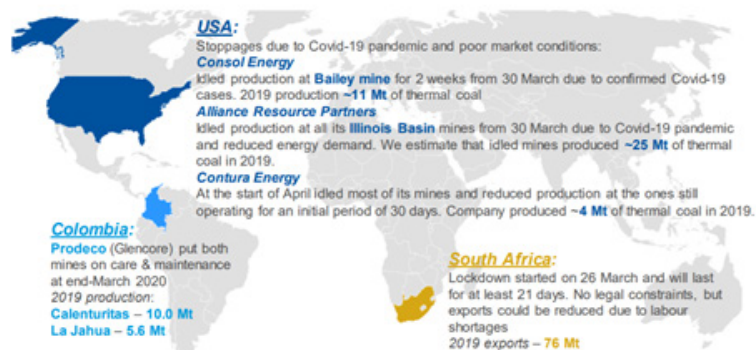 USA:
Stoppages due to Covid-19 pandemic and poor market conditions:
Consol Energy
Idled production at Bailey mine for 2 weeks from 30 March due to confirmed Covid-19
cases. 2019 production ~11 Mt of thermal coal
Alliance Resource Partners
Idled production at all its Illinois Basin mines from 30 March due to Covid-19 pandemic
and reduced energy demand. We estimate that idled mines produced ~25 Mt of thermal
coal in 2019.
Contura Energy
At the start of April idled most of its mines and reduced production at the ones still
operating for an initial period of 30 days. Company produced ~4 Mt of thermal coal in 2019.
Colombia:
Prodeco (Glencore) put both
mines on care & maintenance
at end-March 2020
2019 production:
Calenturitas – 10.0 Mt
La Jahua – 5.6 Mt
South Africa:
Lockdown started on 26 March and will last
for at least 21 days. No legal constraints, but
exports could be reduced due to labour
shortages
2019 exports – 76 Mt